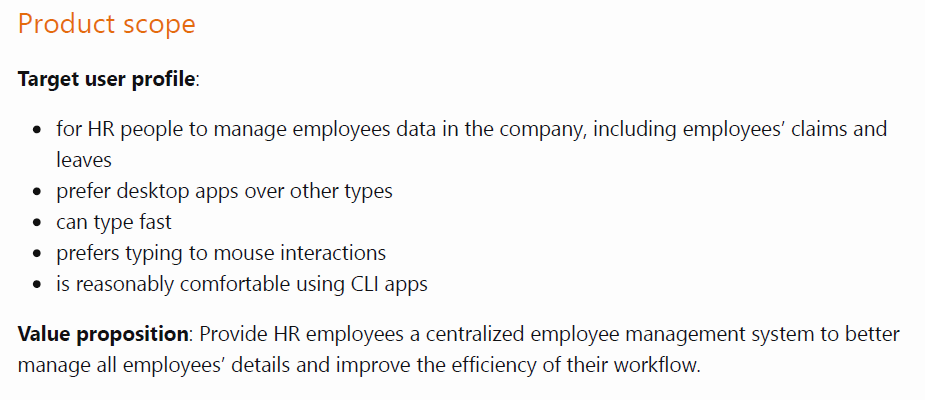 Product scope
Target user profile:
• for HR people to manage employees data in the company, including employees’ claims and
leaves
• prefer desktop apps over other types
• can type fast
• prefers typing to mouse interactions
• is reasonably comfortable using CLI apps
Value proposition: Provide HR employees a centralized employee management system to better
manage all employees’ details and improve the efficiency of their workflow.